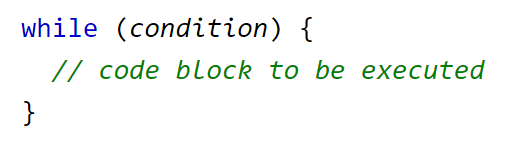 while (condition) {
  // code block to be executed
}